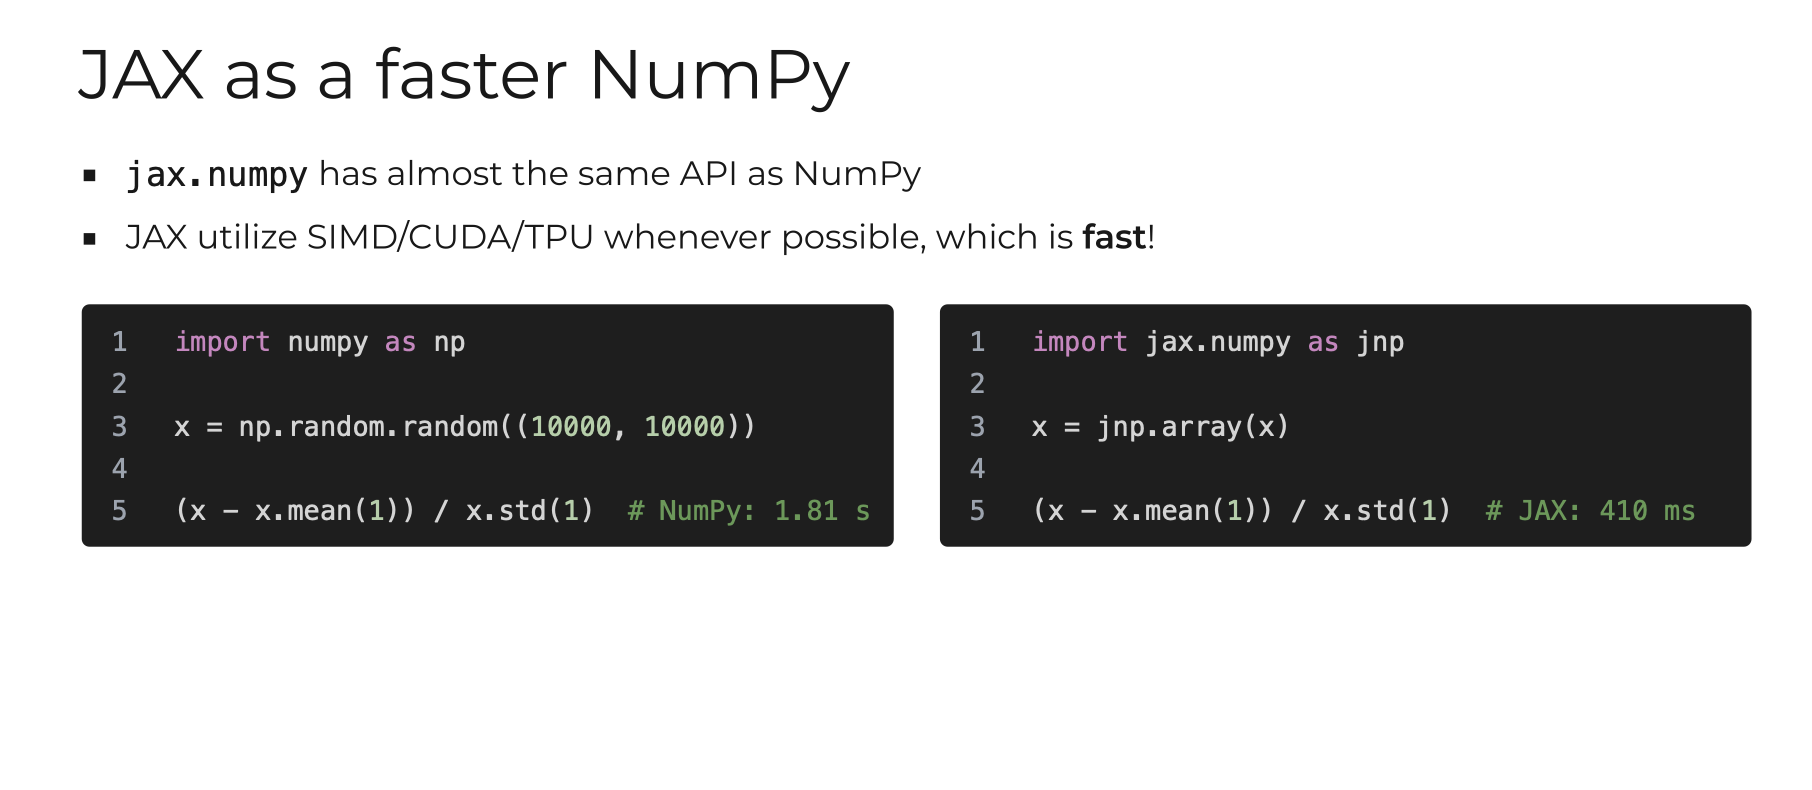 JAX as a faster NumPy
▪ jax.numpy has almost the same API as NumPy
▪ JAX utilize SIMD/CUDA/TPU whenever possible, which is fast!
1 import numpy as np
2
3 x = np.random.random((10000, 10000))
4
5 (x - x.mean(1)) / x.std(1) # NumPy: 1.81 s
1 import jax.numpy as jnp
2
3 x = jnp.array(x)
4
5 (x - x.mean(1)) / x.std(1) # JAX: 410 ms